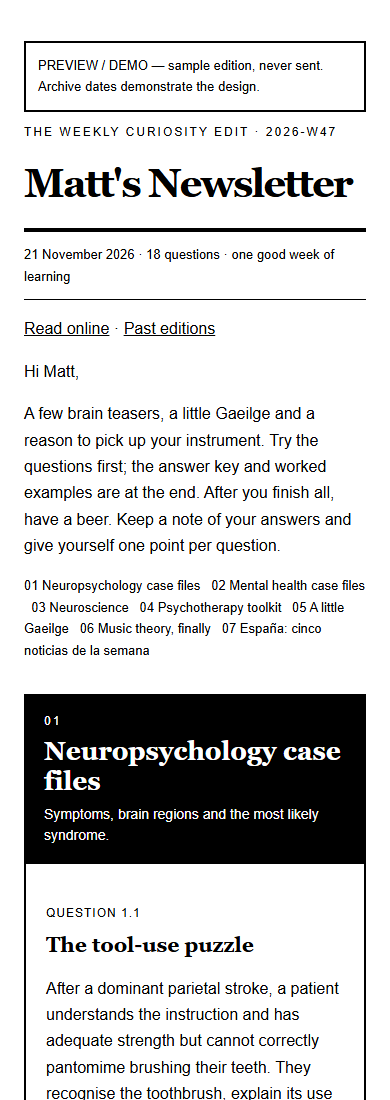 PREVIEW / DEMO — sample edition, never sent.
Archive dates demonstrate the design.
THE WEEKLY CURIOSITY EDIT · 2026-W47
Matt's Newsletter
21 November 2026 · 18 questions · one good week of
learning
Read online · Past editions
Hi Matt,
A few brain teasers, a little Gaeilge and a
reason to pick up your instrument. Try the
questions first; the answer key and worked
examples are at the end. After you finish all,
have a beer. Keep a note of your answers and
give yourself one point per question.
01 Neuropsychology case files 02 Mental health case files
03 Neuroscience 04 Psychotherapy toolkit 05 A little
Gaeilge 06 Music theory, finally 07 España: cinco
noticias de la semana
01
Neuropsychology case
files
Symptoms, brain regions and the most likely
syndrome.
QUESTION 1.1
The tool-use puzzle
After a dominant parietal stroke, a patient
understands the instruction and has
adequate strength but cannot correctly
pantomime brushing their teeth. They
recognise the toothbrush, explain its use